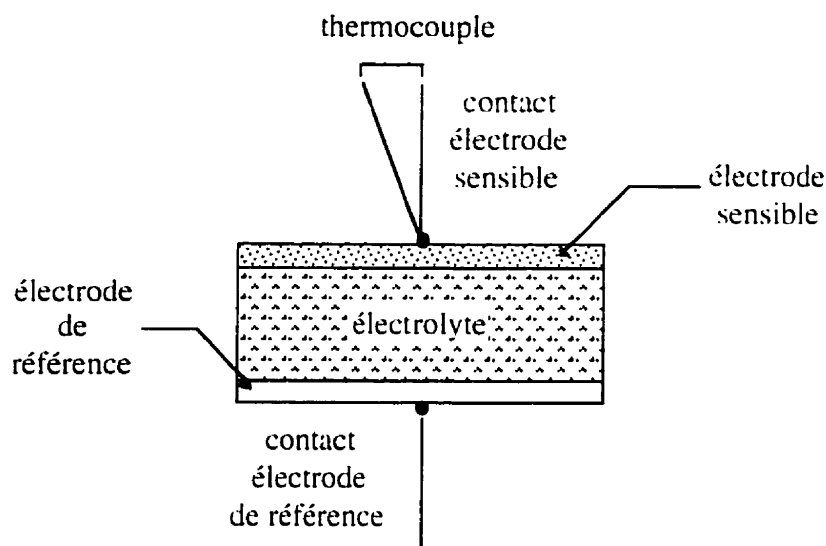 thermocouple
contact
électrode
sensible
électrode
sensible
électrode
de
référence
électrolyte
contact
électrode
de référence